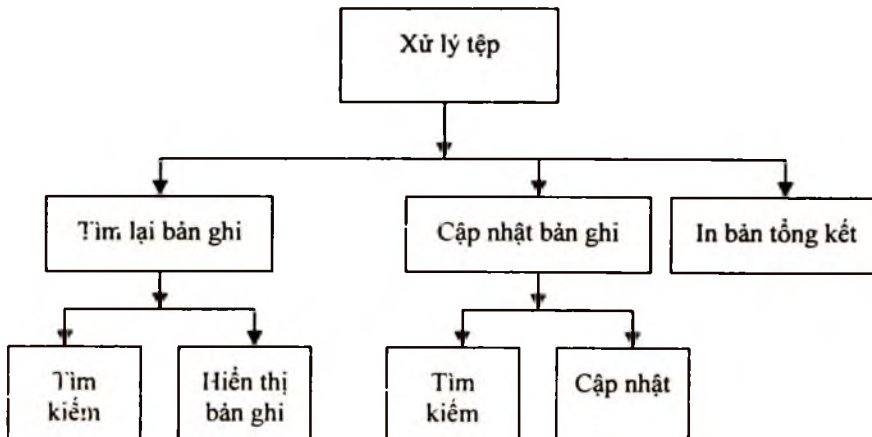 Xử lý tệp
Tìm lại bản ghi
Cập nhật bản ghi
In bản tổng kết
Tìm
kiếm
Hiển thị
bản ghi
Tìm
kiếm
Cập nhật